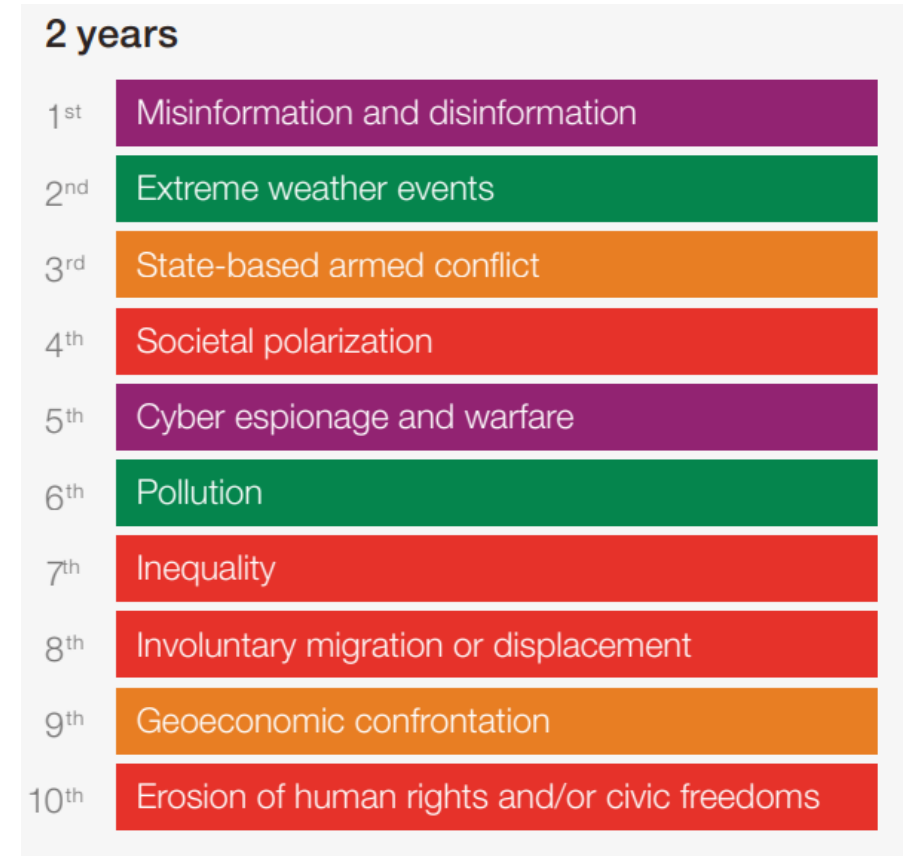 2 years
1st Misinformation and disinformation
2nd Extreme weather events
3rd State-based armed conflict
4th Societal polarization
5th Cyber espionage and warfare
6th Pollution
7th Inequality
8th Involuntary migration or displacement
9th Geoeconomic confrontation
10th Erosion of human rights and/or civic freedoms